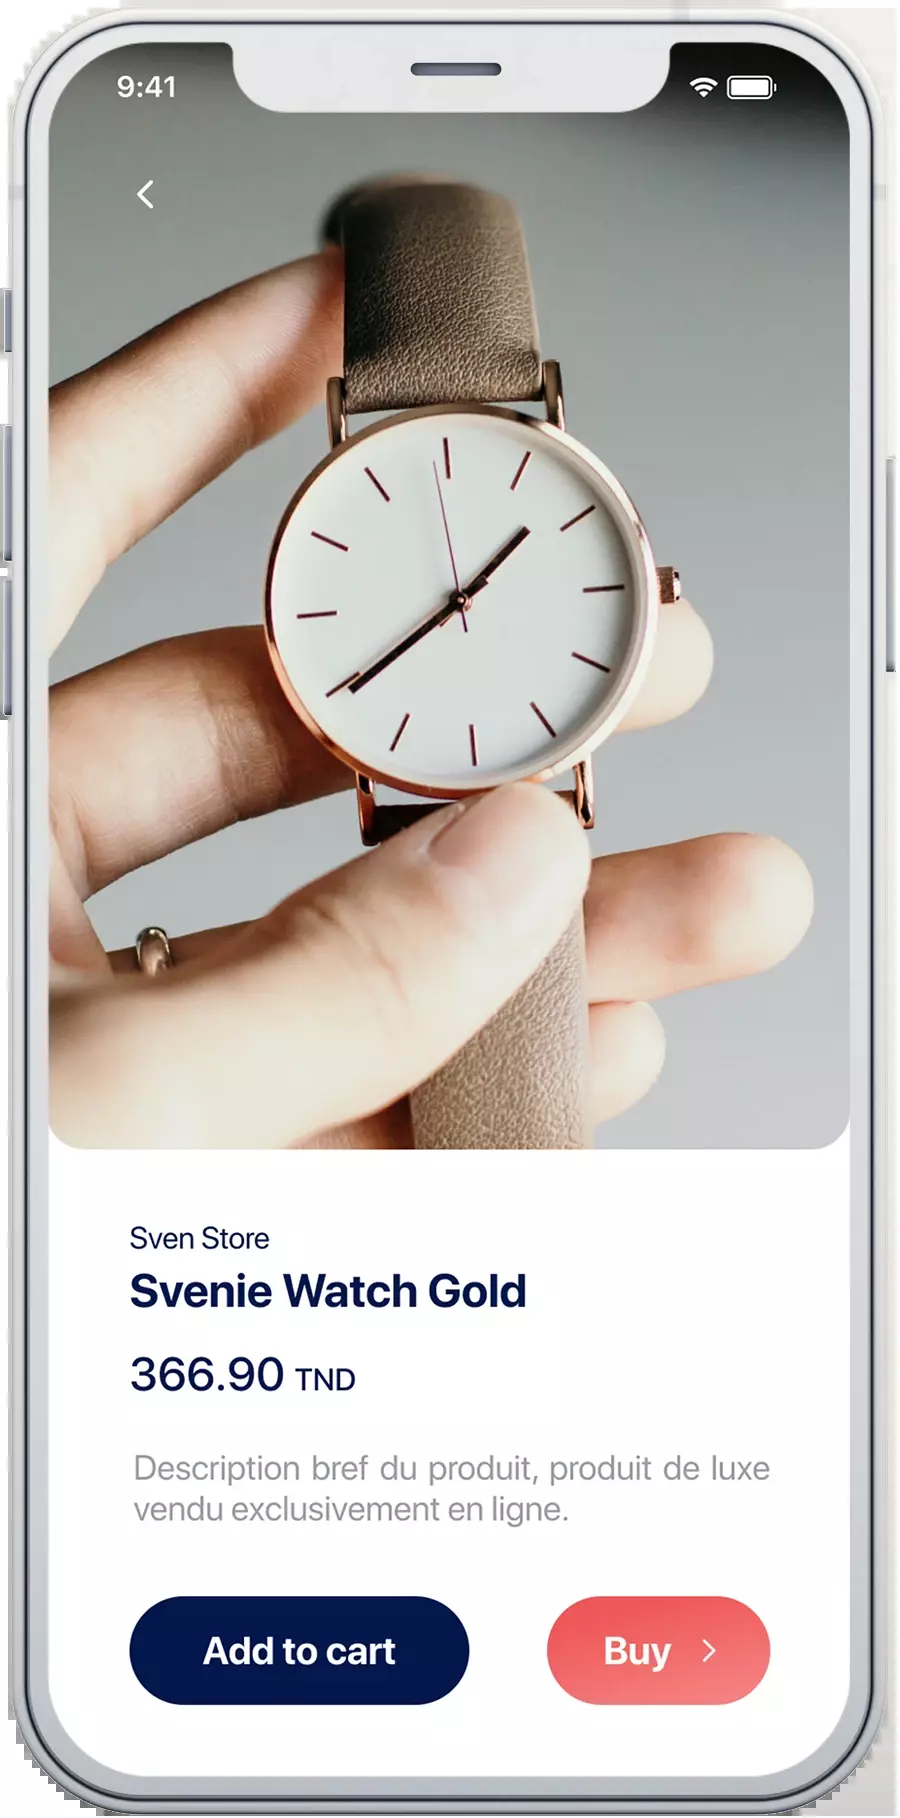 9:41
Sven Store
Svenie Watch Gold
366.90 TND
Description bref du produit, produit de luxe
vendu exclusivement en ligne.
Add to cart
Buy